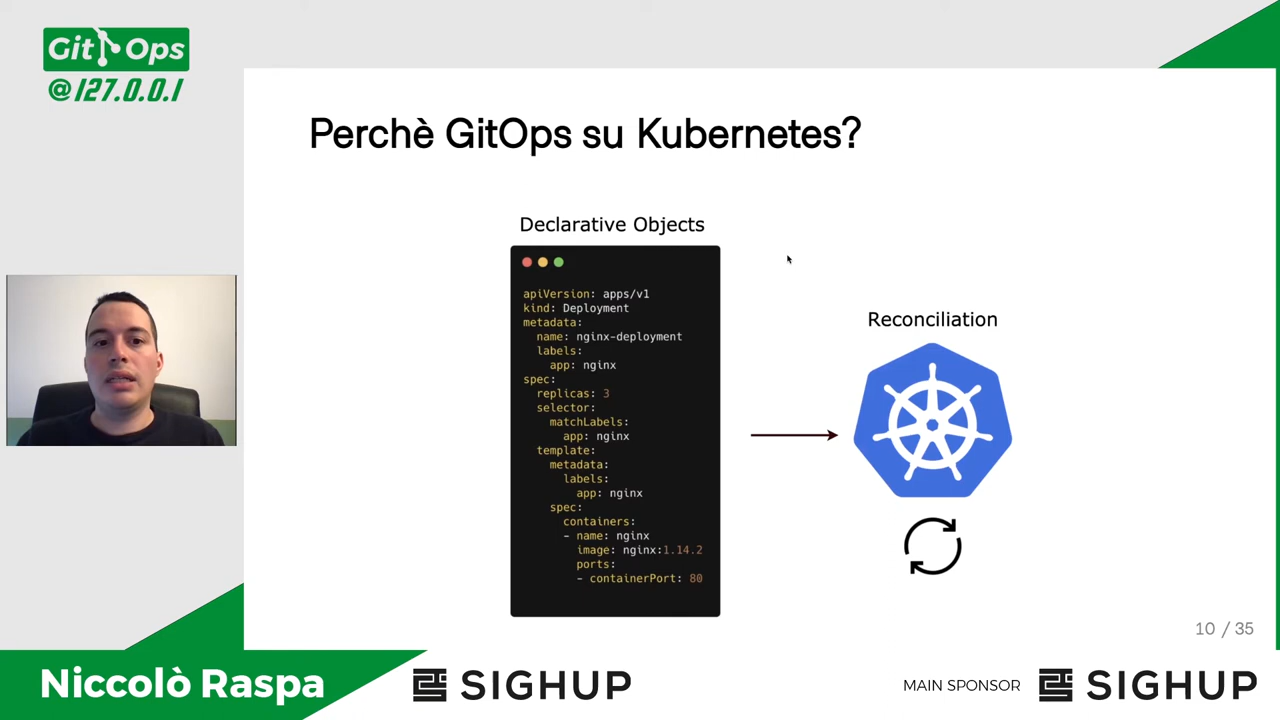 Git Ops
@127.0.0.1
Perchè GitOps su Kubernetes?
Declarative Objects
apiVersion: apps/v1
kind: Deployment
metadata:
  name: nginx-deployment
  labels:
    app: nginx
spec:
  replicas: 3
  selector:
    matchLabels:
      app: nginx
  template:
    metadata:
      labels:
        app: nginx
    spec:
      containers:
      - name: nginx
        image: nginx:1.14.2
        ports:
        - containerPort: 80
Reconciliation
10 / 35
Niccolò Raspa
SIGHUP
MAIN SPONSOR
SIGHUP